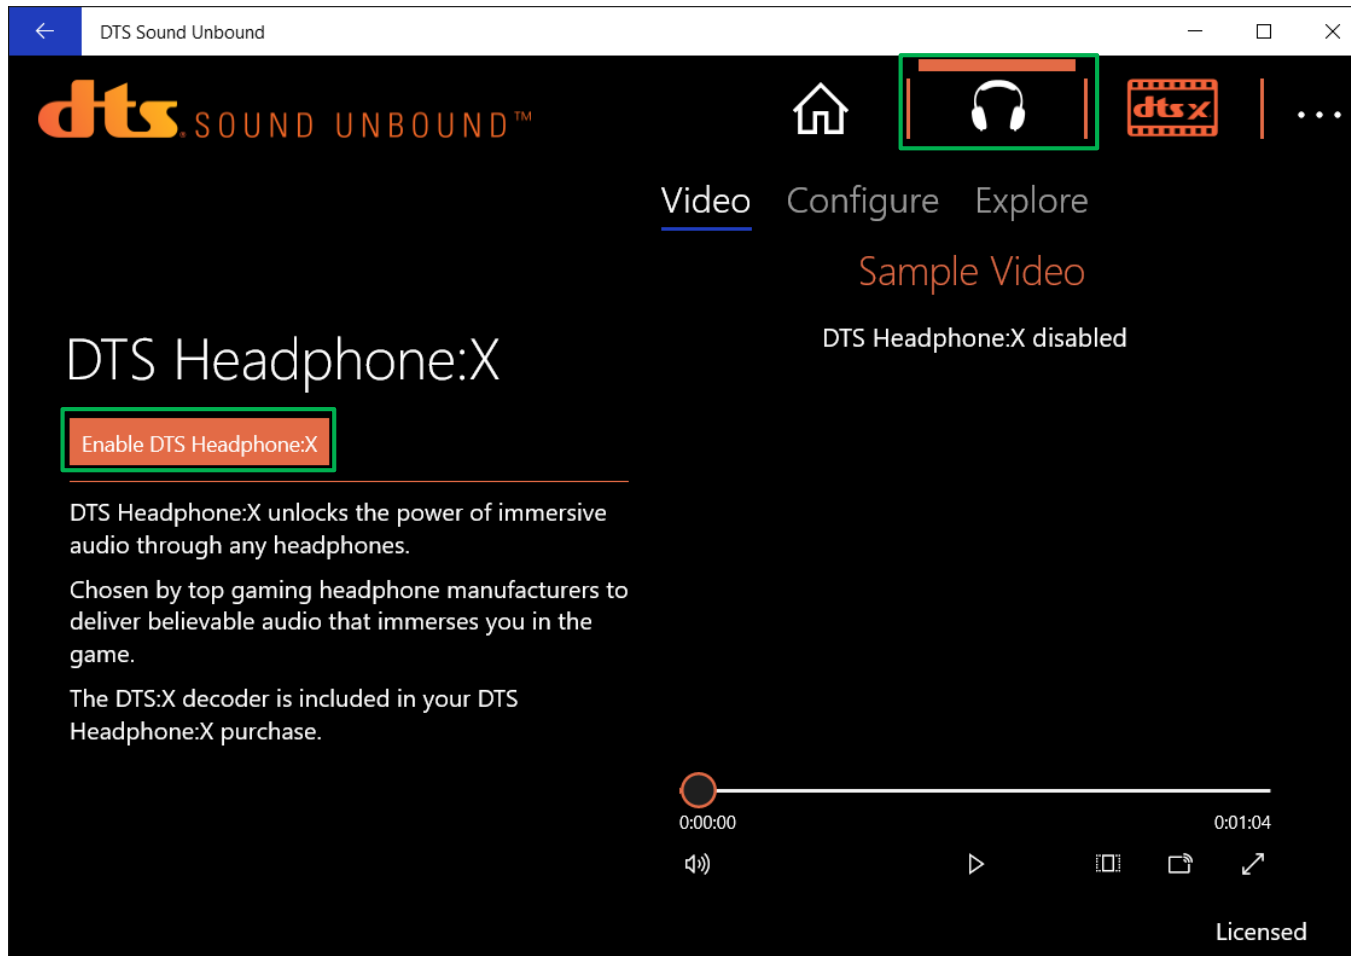 DTS Sound Unbound
dts SOUND UNBOUND™
dts x
Video Configure Explore
Sample Video
DTS Headphone:X disabled
DTS Headphone:X
Enable DTS Headphone:X
DTS Headphone:X unlocks the power of immersive
audio through any headphones.
Chosen by top gaming headphone manufacturers to
deliver believable audio that immerses you in the
game.
The DTS:X decoder is included in your DTS
Headphone:X purchase.
0:00:00 0:01:04
Licensed